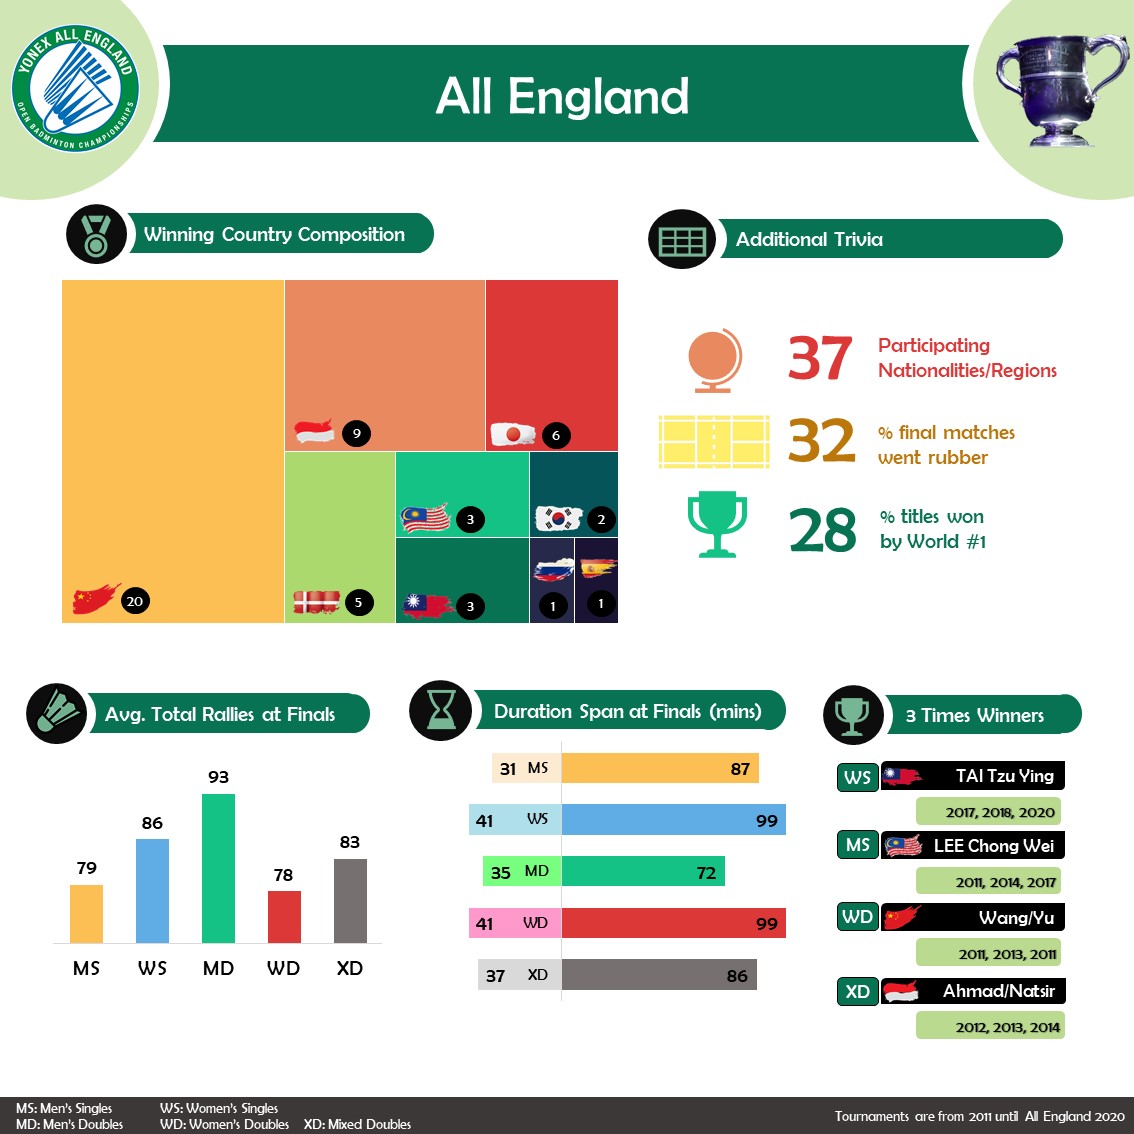 YONEX ALL ENGLAND
OPEN BADMINTON CHAMPIONSHIPS
All England
Winning Country Composition
20
9
6
5
3
3
2
1
1
Additional Trivia
37
Participating
Nationalities/Regions
32
% final matches
went rubber
28
% titles won
by World #1
Avg. Total Rallies at Finals
79
86
93
78
83
MS
WS
MD
WD
XD
Duration Span at Finals (mins)
31 MS 87
41 WS 99
35 MD 72
41 WD 99
37 XD 86
3 Times Winners
WS TAI Tzu Ying
2017, 2018, 2020
MS LEE Chong Wei
2011, 2014, 2017
WD Wang/Yu
2011, 2013, 2011
XD Ahmad/Natsir
2012, 2013, 2014
MS: Men's Singles WS: Women's Singles
MD: Men's Doubles WD: Women's Doubles XD: Mixed Doubles
Tournaments are from 2011 until All England 2020